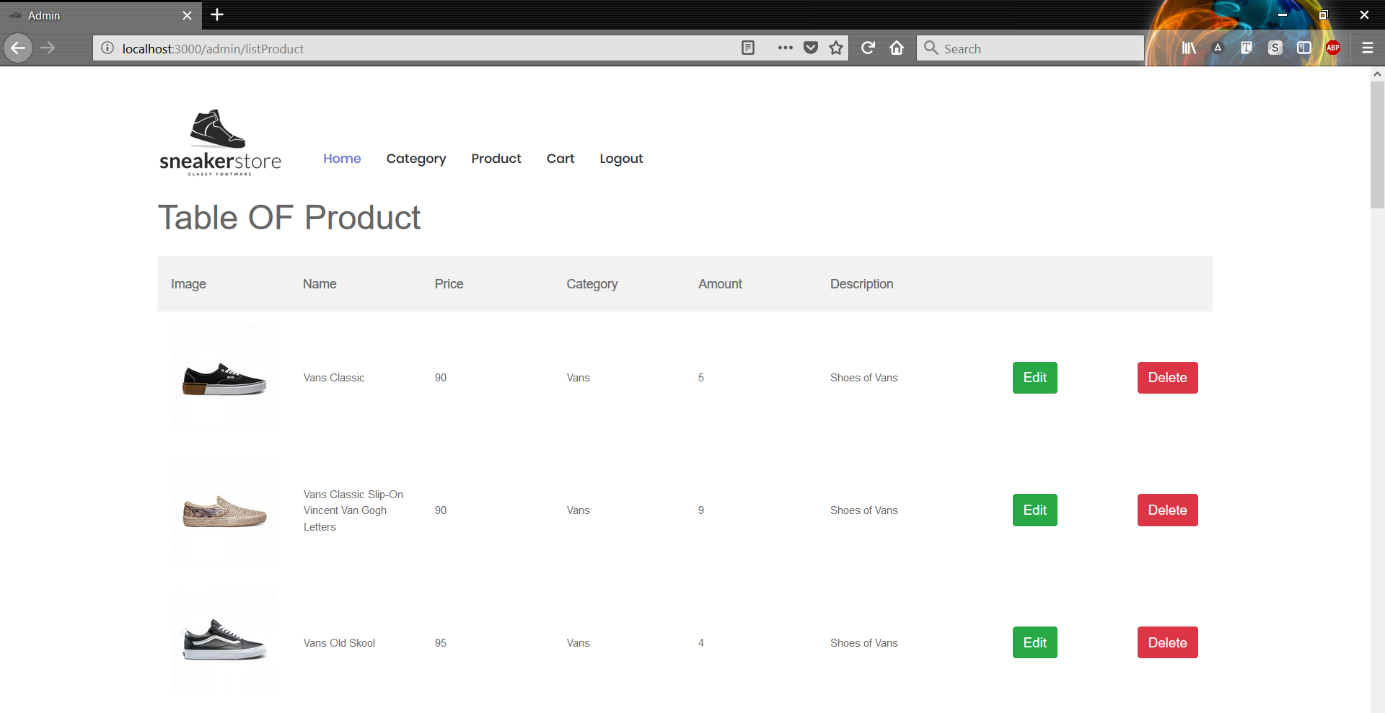 Admin
localhost:3000/admin/listProduct
Search
S
ABP
sneakerstore
CLASSY FOOTWARE
Home Category Product Cart Logout
Table OF Product
Image Name Price Category Amount Description
Vans Classic 90 Vans 5 Shoes of Vans Edit Delete
Vans Classic Slip-On
Vincent Van Gogh 90 Vans 9 Shoes of Vans Edit Delete
Letters
Vans Old Skool 95 Vans 4 Shoes of Vans Edit Delete